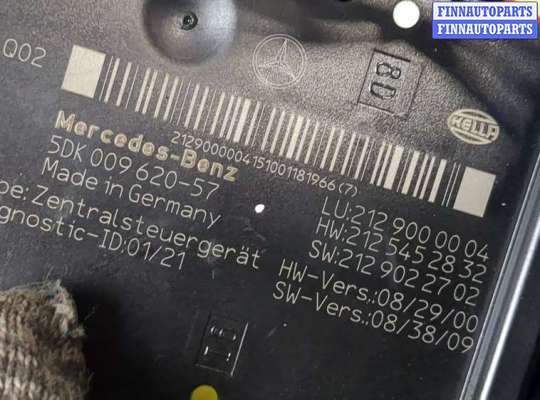 FINNAUTOPARTS
FINNAUTOPARTS
Q02
8D
HELLA
2129000004151001181966(7)
Mercedes-Benz
5DK 009 620-57
Made in Germany
pe: Zentralsteuergerät
agnostic-ID:01/21
LU:212 900 00 04
HW:212 545 28 32
SW:212 902 27 02
HW-Vers.:08/29/00
SW-Vers.:08/38/09